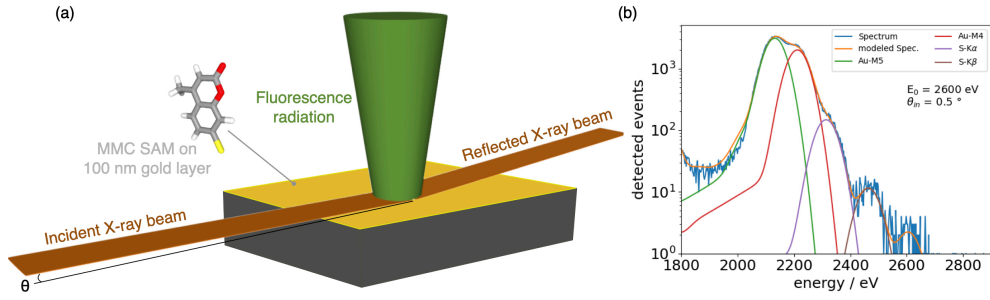 (a)
Fluorescence
radiation
MMC SAM on
100 nm gold layer
Reflected X-ray beam
Incident X-ray beam
θ
(b)
Spectrum
modeled Spec.
Au-M5
Au-M4
S-Kα
S-Kβ
E₀ = 2600 eV
θ_in = 0.5 °
detected events
10³
10²
10¹
10⁰
1800 2000 2200 2400 2600 2800
energy / eV